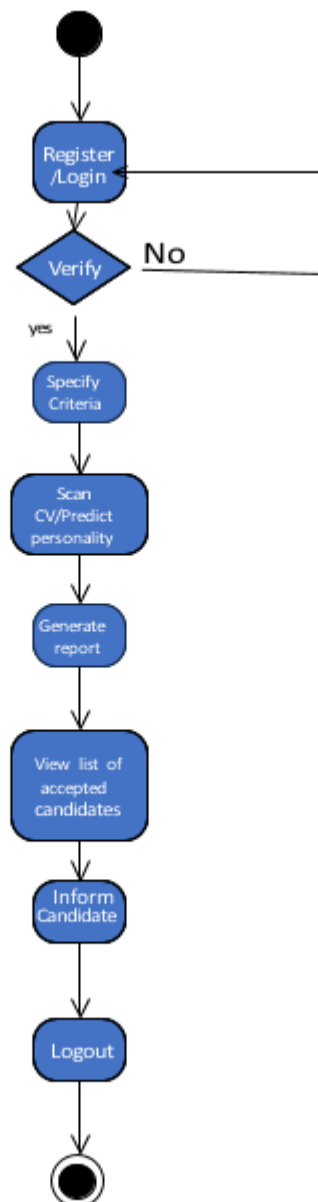 Register
/Login
Verify
No
yes
Specify
Criteria
Scan
CV/Predict
personality
Generate
report
View list of
accepted
candidates
Inform
Candidate
Logout